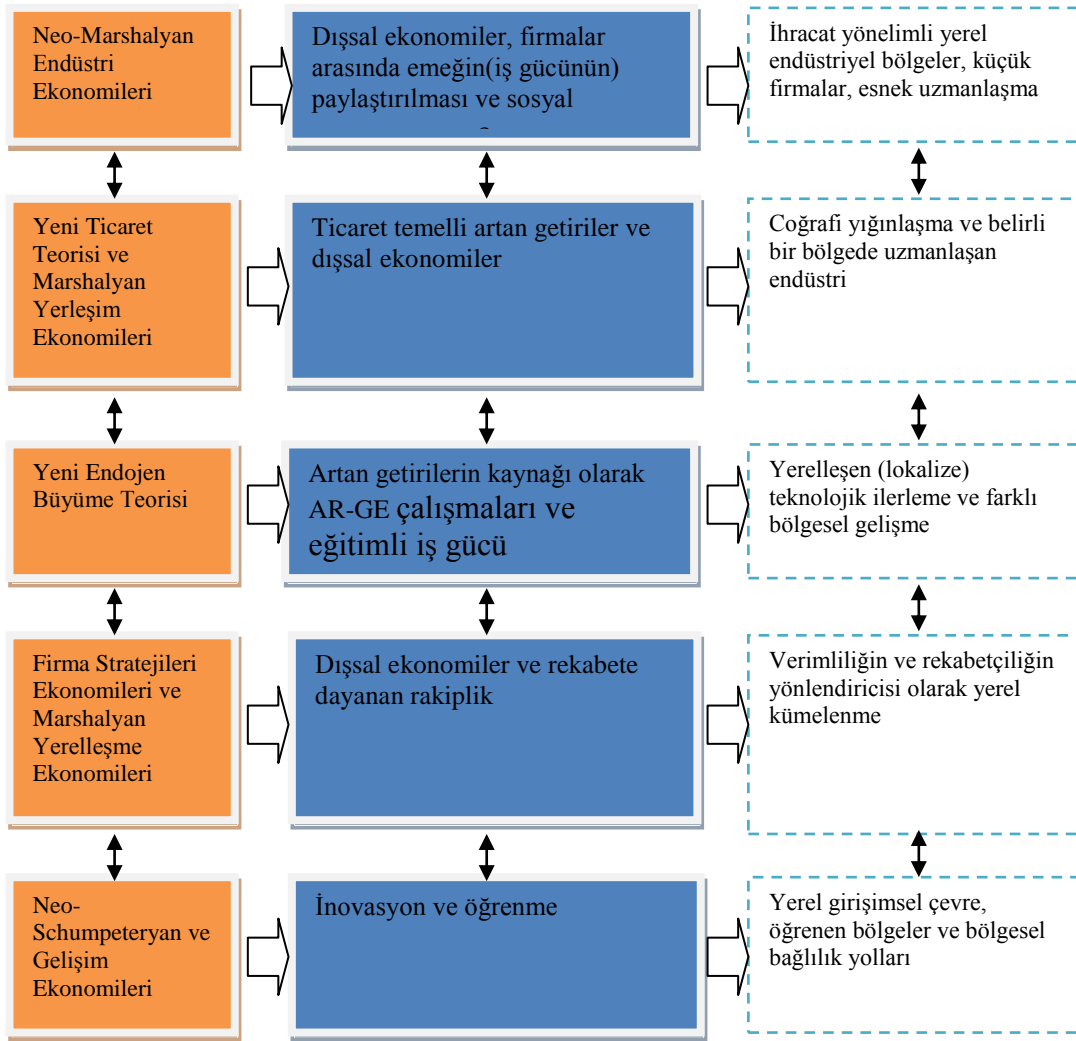 Neo-Marshalyan
Endüstri
Ekonomileri
Dışsal ekonomiler, firmalar
arasında emeğin(iş gücünün)
paylaştırılması ve sosyal
İhracat yönelimli yerel
endüstriyel bölgeler, küçük
firmalar, esnek uzmanlaşma
Yeni Ticaret
Teorisi ve
Marshalyan
Yerleşim
Ekonomileri
Ticaret temelli artan getiriler ve
dışsal ekonomiler
Coğrafi yığınlaşma ve belirli
bir bölgede uzmanlaşan
endüstri
Yeni Endojen
Büyüme Teorisi
Artan getirilerin kaynağı olarak
AR-GE çalışmaları ve
eğitimli iş gücü
Yerelleşen (lokalize)
teknolojik ilerleme ve farklı
bölgesel gelişme
Firma Stratejileri
Ekonomileri ve
Marshalyan
Yerelleşme
Ekonomileri
Dışsal ekonomiler ve rekabete
dayanan rakiplik
Verimliliğin ve rekabetçiliğin
yönlendiricisi olarak yerel
kümelenme
Neo-
Schumpeteryan ve
Gelişim
Ekonomileri
İnovasyon ve öğrenme
Yerel girişimsel çevre,
öğrenen bölgeler ve bölgesel
bağlılık yolları